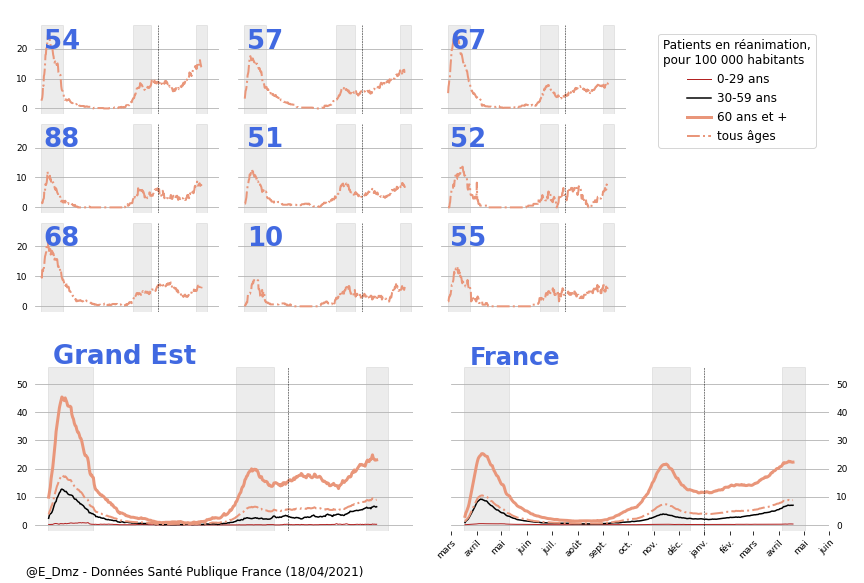 54
57
67
Patients en réanimation,
pour 100 000 habitants
0-29 ans
30-59 ans
60 ans et +
tous âges
20
10
0
88
51
52
20
10
0
68
10
55
20
10
0
Grand Est
France
50
40
30
20
10
0
50
40
30
20
10
0
mars
avril
mai
juin
juil.
août
sept.
oct.
nov.
déc.
janv.
fév.
mars
avril
mai
juin
@E_Dmz - Données Santé Publique France (18/04/2021)